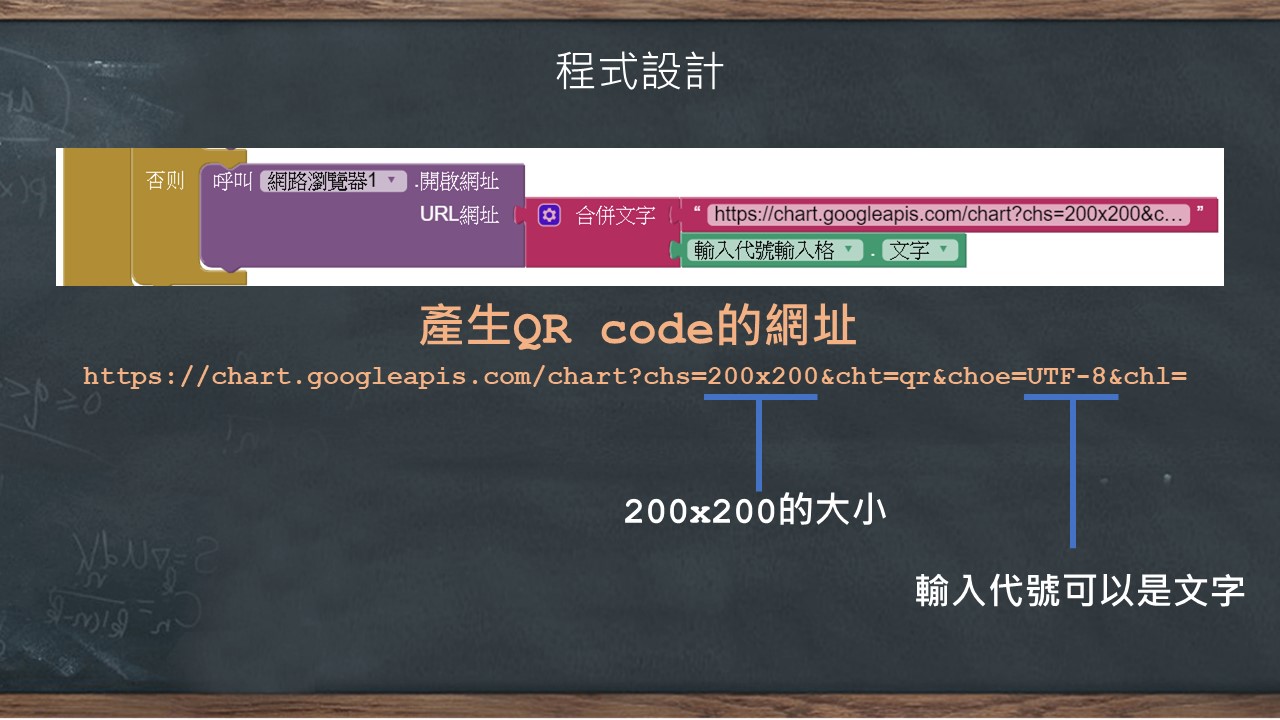 程式設計
否則 呼叫 網路瀏覽器1 .開啟網址
URL網址 合併文字 “ https://chart.googleapis.com/chart?chs=200x200&c... ”
輸入代號輸入格 . 文字
產生QR code的網址
https://chart.googleapis.com/chart?chs=200x200&cht=qr&choe=UTF-8&chl=
200x200的大小
輸入代號可以是文字